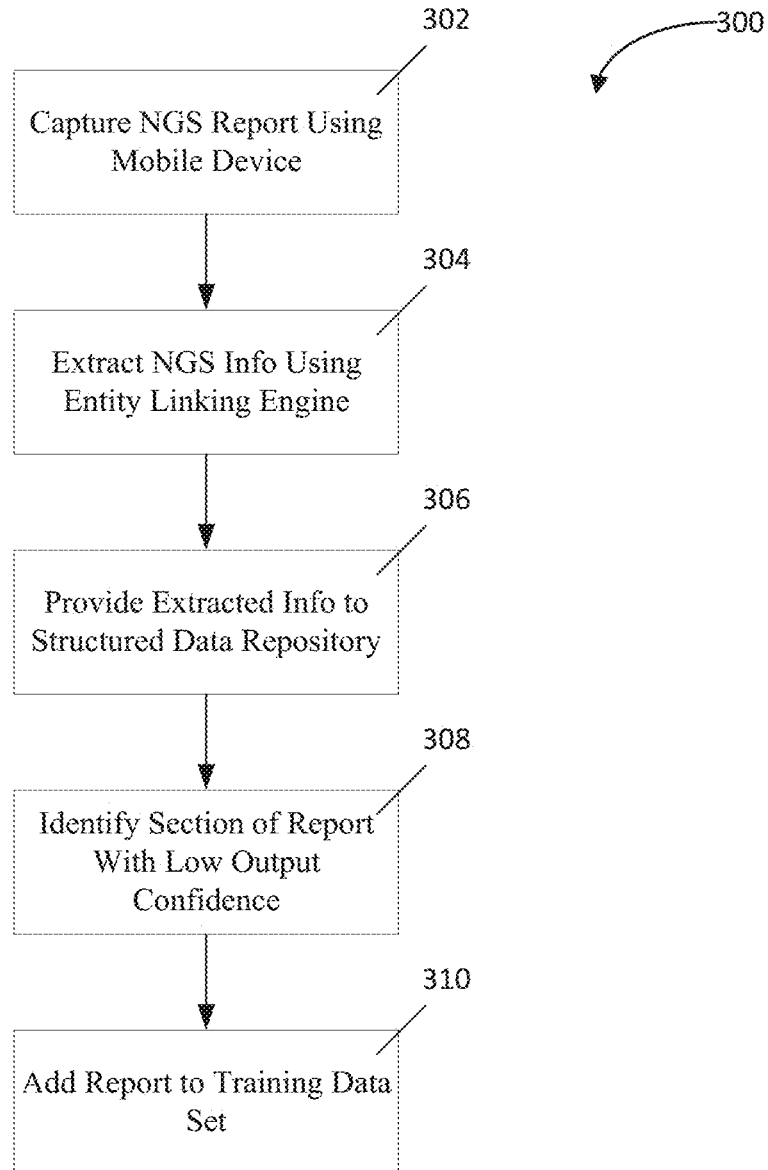 300
302
Capture NGS Report Using
Mobile Device
304
Extract NGS Info Using
Entity Linking Engine
306
Provide Extracted Info to
Structured Data Repository
308
Identify Section of Report
With Low Output
Confidence
310
Add Report to Training Data
Set